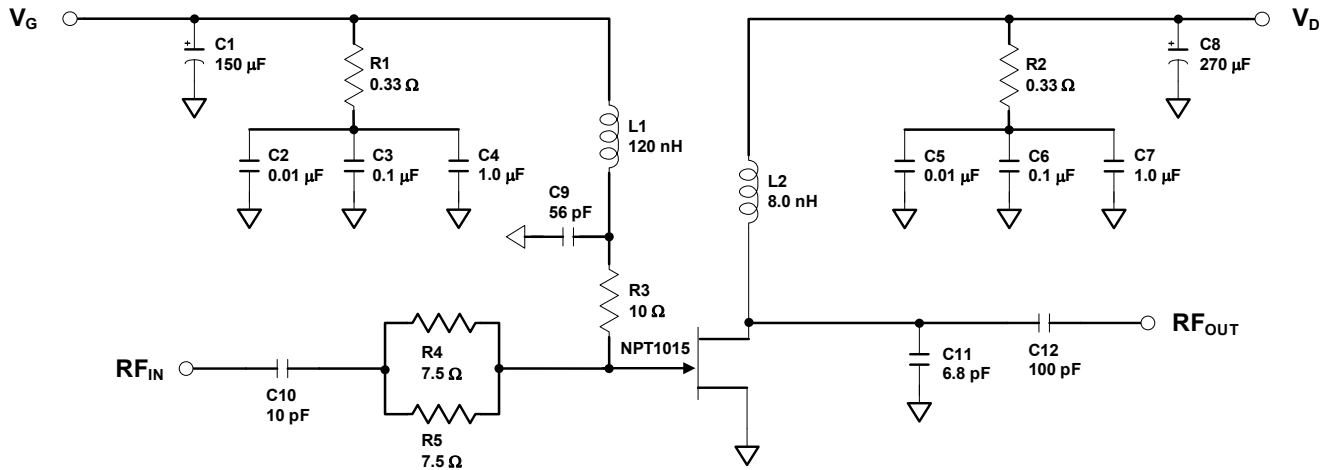 VG
VD
+
C1
150 µF
R1
0.33 Ω
C2
0.01 µF
C3
0.1 µF
C4
1.0 µF
L1
120 nH
C9
56 pF
R3
10 Ω
L2
8.0 nH
R2
0.33 Ω
+
C8
270 µF
C5
0.01 µF
C6
0.1 µF
C7
1.0 µF
RFIN
C10
10 pF
R4
7.5 Ω
R5
7.5 Ω
NPT1015
C11
6.8 pF
C12
100 pF
RFOUT